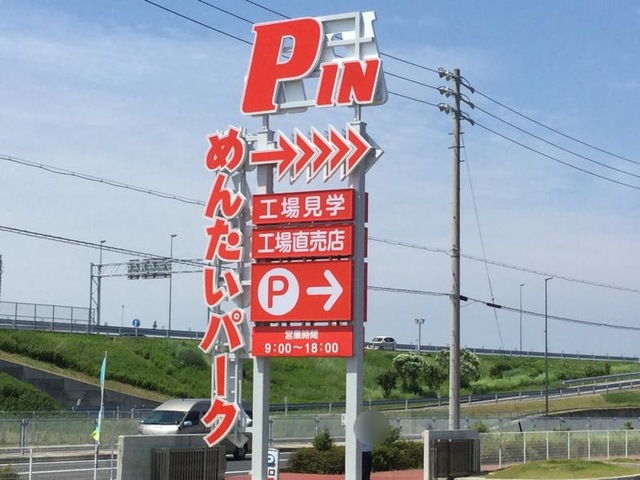 P IN
めんたいパーク
工場見学
工場直売店
P
営業時間
9:00～18:00